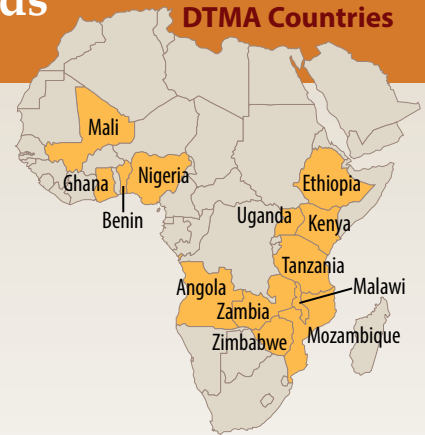 ds
DTMA Countries
Mali
Ghana
Nigeria
Benin
Ethiopia
Uganda
Kenya
Tanzania
Angola
Malawi
Zambia
Mozambique
Zimbabwe